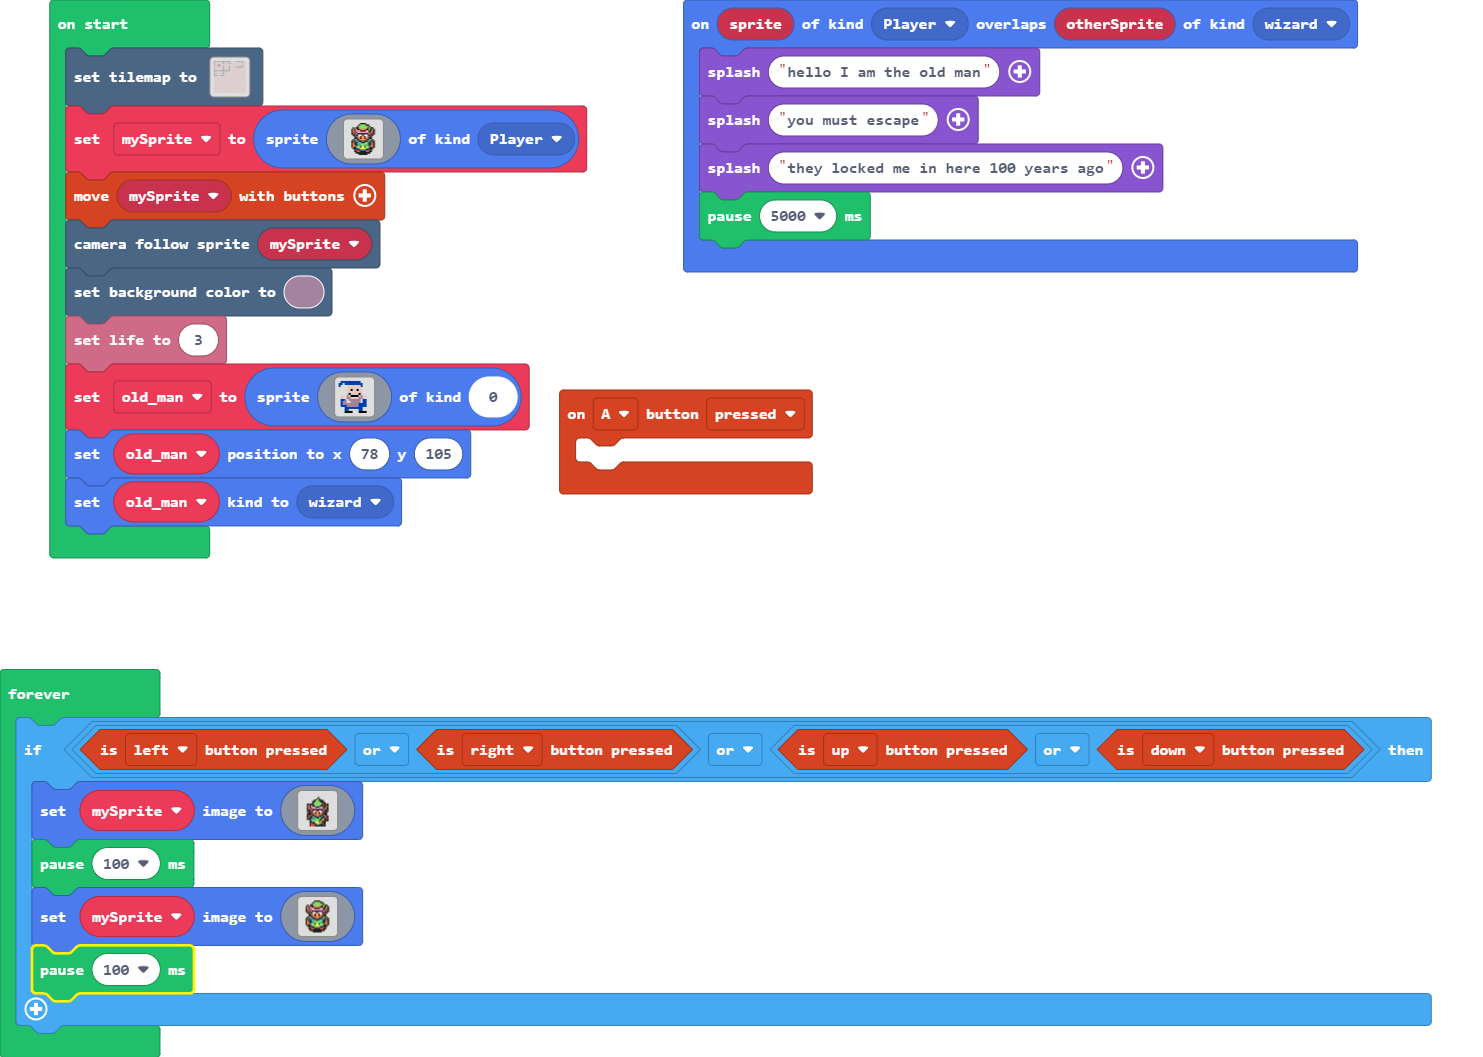 on start
set tilemap to
set mySprite to sprite of kind Player
move mySprite with buttons
camera follow sprite mySprite
set background color to
set life to 3
set old_man to sprite of kind 0
set old_man position to x 78 y 105
set old_man kind to wizard
on sprite of kind Player overlaps otherSprite of kind wizard
splash "hello I am the old man"
splash "you must escape"
splash "they locked me in here 100 years ago"
pause 5000 ms
on A button pressed
forever
if is left button pressed or is right button pressed or is up button pressed or is down button pressed then
set mySprite image to
pause 100 ms
set mySprite image to
pause 100 ms